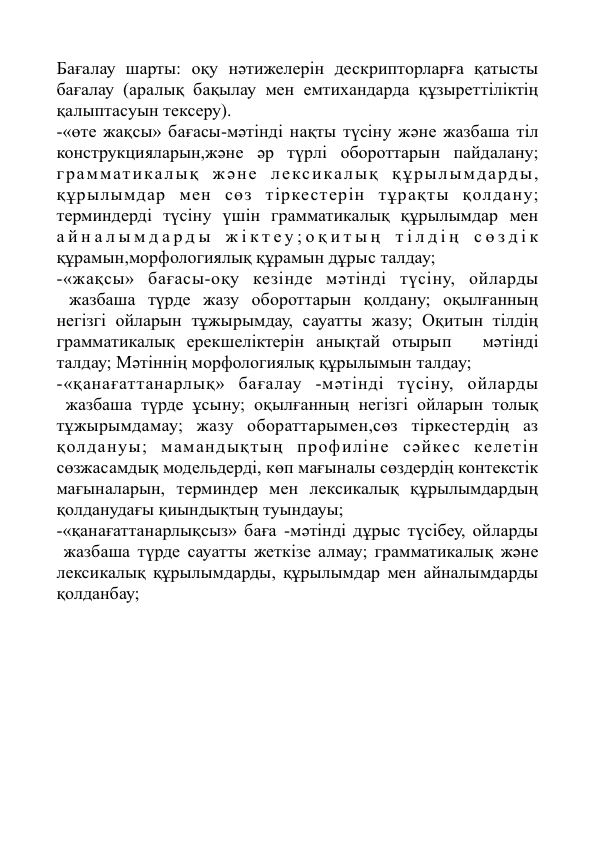 Бағалау шарты: оқу нәтижелерін дескрипторларға қатысты
бағалау (аралық бақылау мен емтихандарда құзыреттіліктің
қалыптасуын тексеру).
-«өте жақсы» бағасы-мәтінді нақты түсіну және жазбаша тіл
конструкцияларын,және әр түрлі обороттарын пайдалану;
грамматикалық және лексикалық құрылымдарды,
құрылымдар мен сөз тіркестерін тұрақты қолдану;
терминдерді түсіну үшін грамматикалық құрылымдар мен
айналымдарды жіктеу;оқитың тілдің сөздік
құрамын,морфологиялық құрамын дұрыс талдау;
-«жақсы» бағасы-оқу кезінде мәтінді түсіну, ойларды
жазбаша түрде жазу обороттарын қолдану; оқылғанның
негізгі ойларын тұжырымдау, сауатты жазу; Оқитын тілдің
грамматикалық ерекшеліктерін анықтай отырып мәтінді
талдау; Мәтіннің морфологиялық құрылымын талдау;
-«қанағаттанарлық» бағалау -мәтінді түсіну, ойларды
жазбаша түрде ұсыну; оқылғанның негізгі ойларын толық
тұжырымдамау; жазу обораттарымен,сөз тіркестердің аз
қолдануы; мамандықтың профиліне сәйкес келетін
сөзжасамдық модельдерді, көп мағыналы сөздердің контекстік
мағыналарын, терминдер мен лексикалық құрылымдардың
қолданудағы қиындықтың туындауы;
-«қанағаттанарлықсыз» баға -мәтінді дұрыс түсібеу, ойларды
жазбаша түрде сауатты жеткізе алмау; грамматикалық және
лексикалық құрылымдарды, құрылымдар мен айналымдарды
қолданбау;